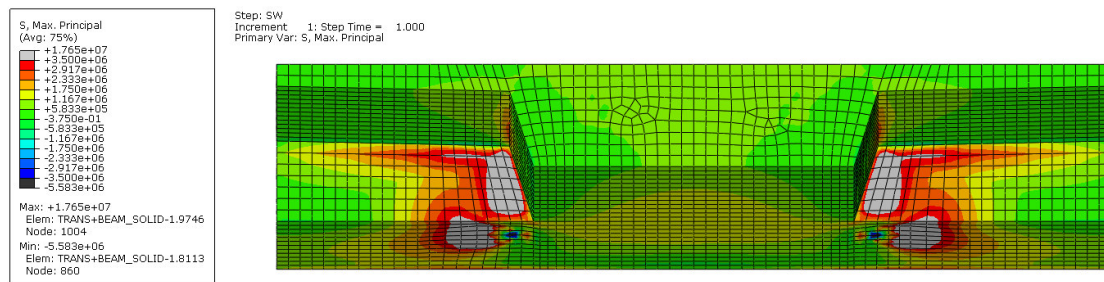 S, Max. Principal
(Avg: 75%)
+1.765e+07
+3.500e+06
+2.917e+06
+2.333e+06
+1.750e+06
+1.167e+06
+5.833e+05
-3.750e-01
-5.833e+05
-1.167e+06
-1.750e+06
-2.333e+06
-2.917e+06
-3.500e+06
-5.583e+06
Max: +1.765e+07
Elem: TRANS+BEAM_SOLID-1.9746
Node: 1004
Min: -5.583e+06
Elem: TRANS+BEAM_SOLID-1.8113
Node: 860
Step: SW
Increment 1: Step Time = 1.000
Primary Var: S, Max. Principal